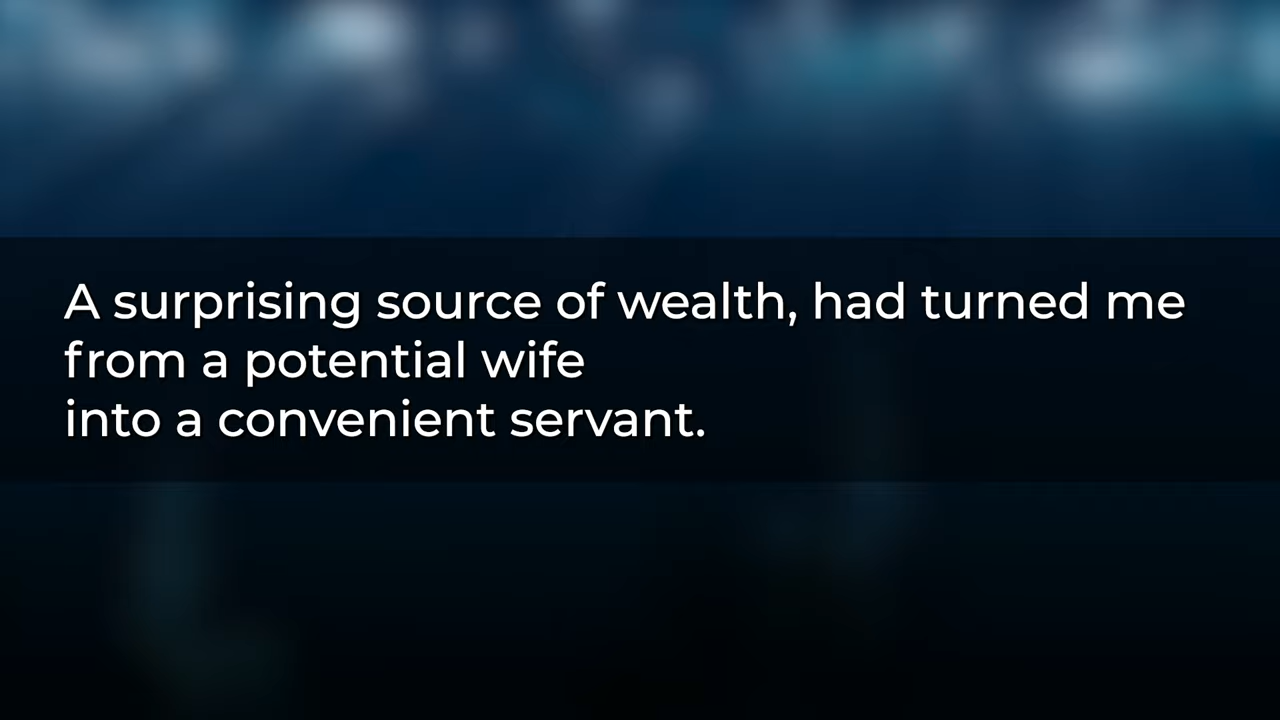 A surprising source of wealth, had turned me
from a potential wife
into a convenient servant.